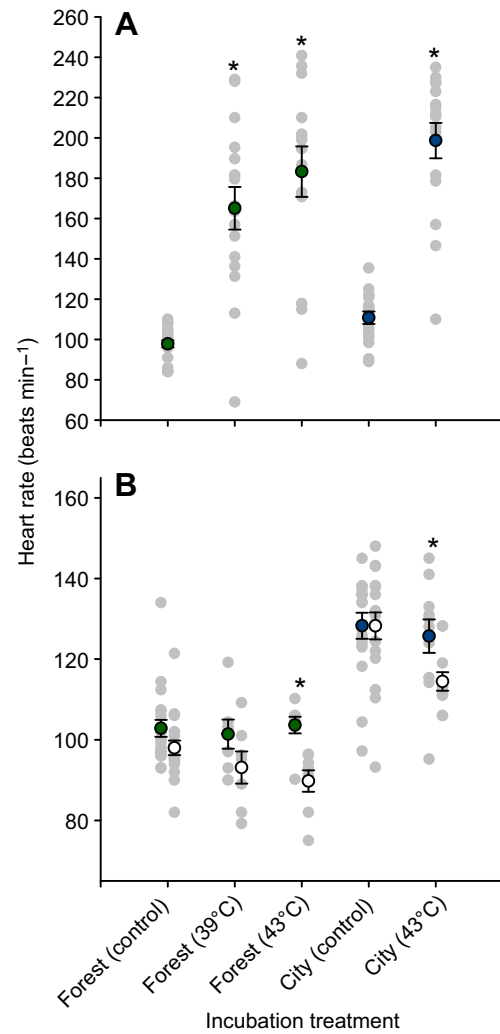 A
260
240
220
200
180
160
140
120
100
80
60
*
*
*
Heart rate (beats min−1)
B
160
140
120
100
80
*
*
Forest (control)
Forest (39°C)
Forest (43°C)
City (control)
City (43°C)
Incubation treatment